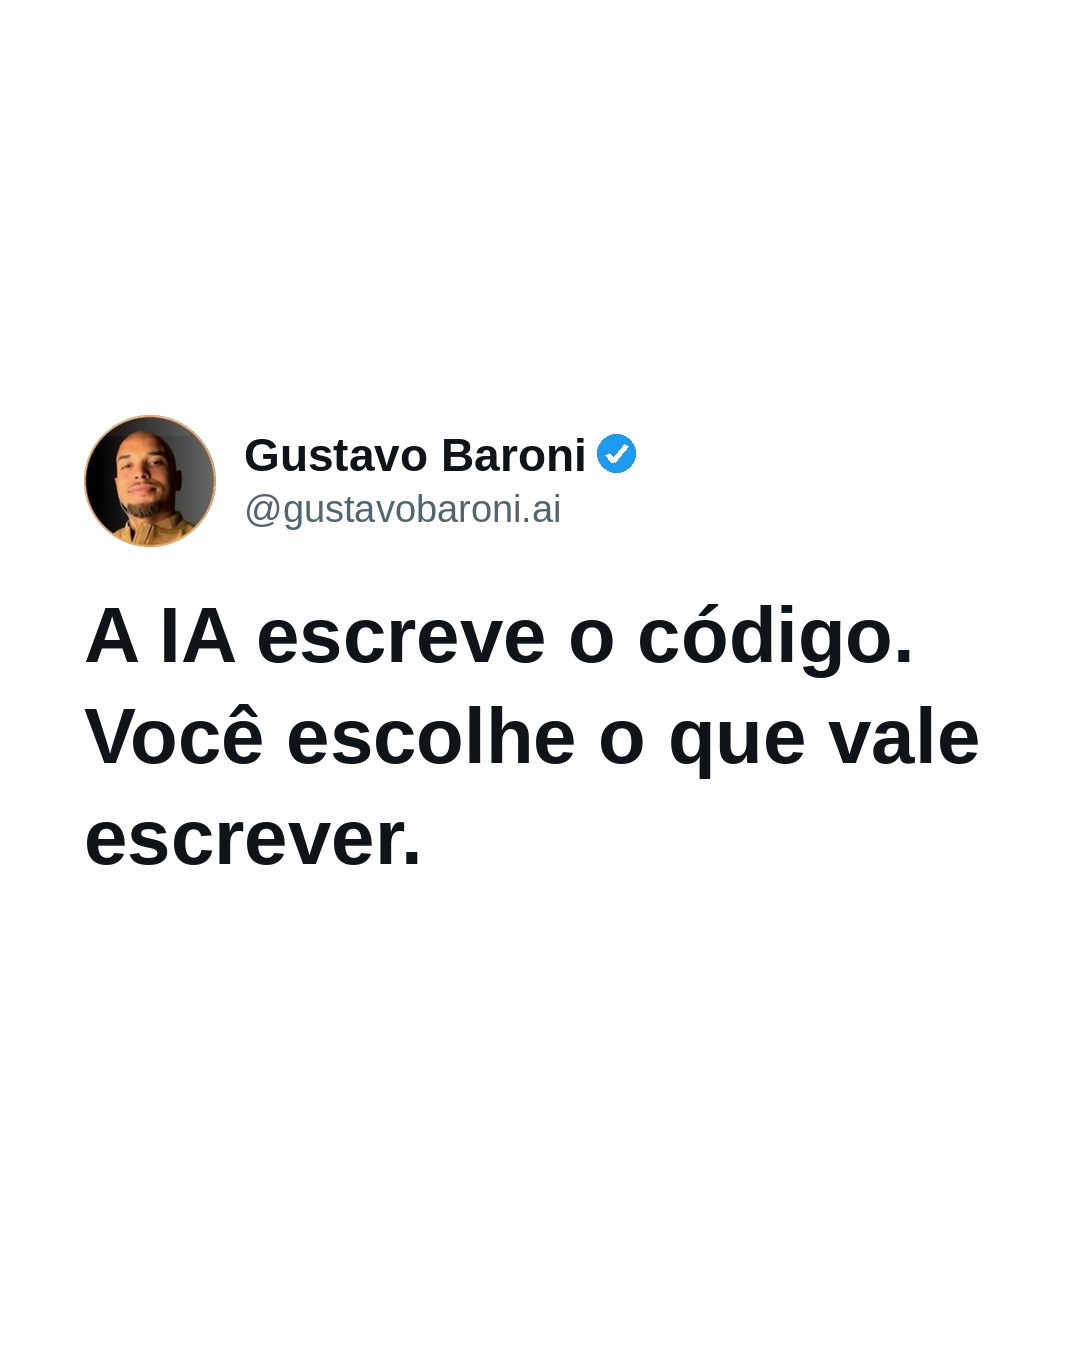 Gustavo Baroni
@gustavobaroni.ai
A IA escreve o código.
Você escolhe o que vale
escrever.